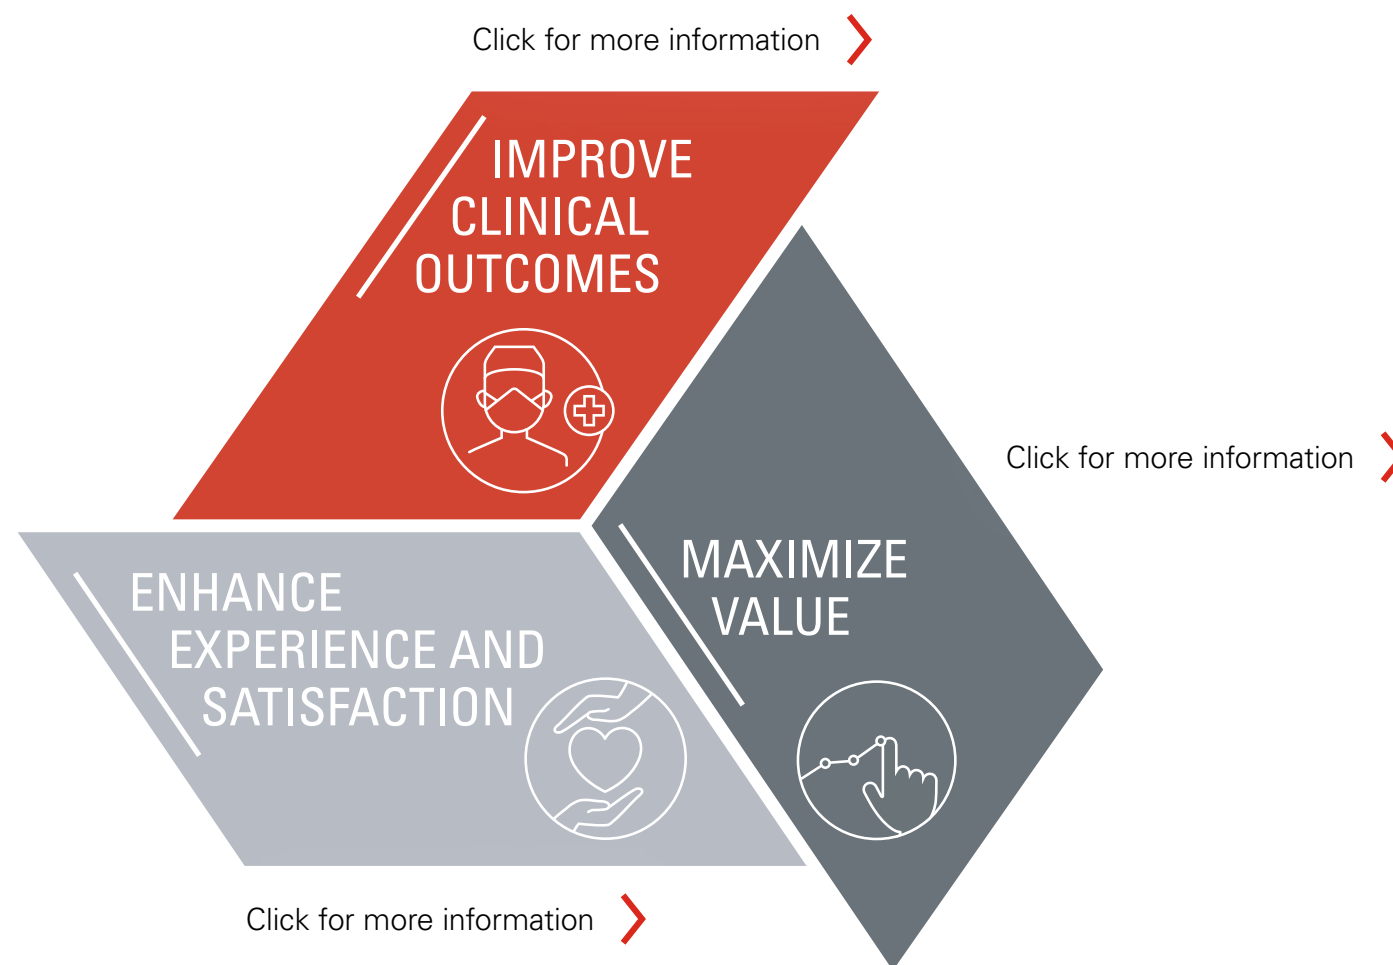 Click for more information
IMPROVE
CLINICAL
OUTCOMES
Click for more information
MAXIMIZE
VALUE
ENHANCE
EXPERIENCE AND
SATISFACTION
Click for more information